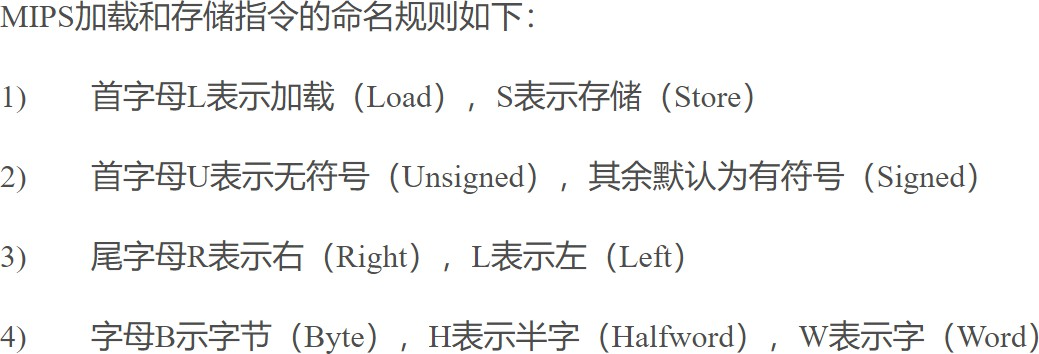 MIPS加载和存储指令的命名规则如下：
1) 首字母L表示加载（Load），S表示存储（Store）
2) 首字母U表示无符号（Unsigned），其余默认为有符号（Signed）
3) 尾字母R表示右（Right），L表示左（Left）
4) 字母B示字节（Byte），H表示半字（Halfword），W表示字（Word）